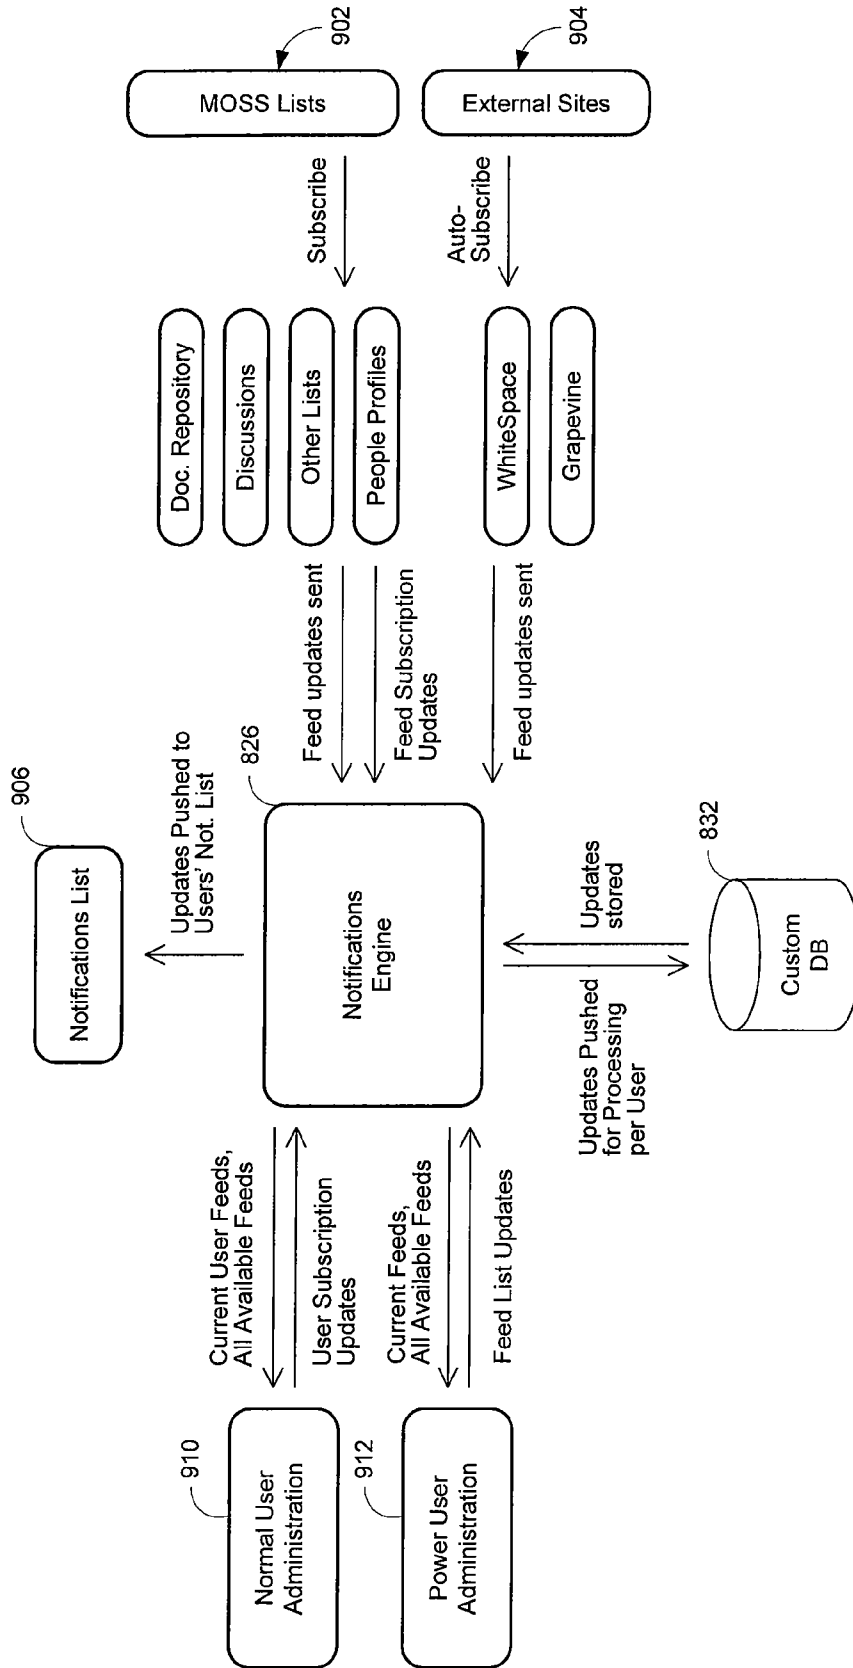 902
MOSS Lists
904
External Sites
Subscribe
Auto-
Subscribe
Doc. Repository
Discussions
Other Lists
People Profiles
WhiteSpace
Grapevine
Feed updates sent
Feed Subscription
Updates
Feed updates sent
906
Notifications List
Updates Pushed to
Users' Not. List
826
Notifications
Engine
Updates
stored
Updates Pushed
for Processing
per User
832
Custom
DB
Current User Feeds,
All Available Feeds
User Subscription
Updates
Current Feeds,
All Available Feeds
Feed List Updates
910
Normal User
Administration
912
Power User
Administration